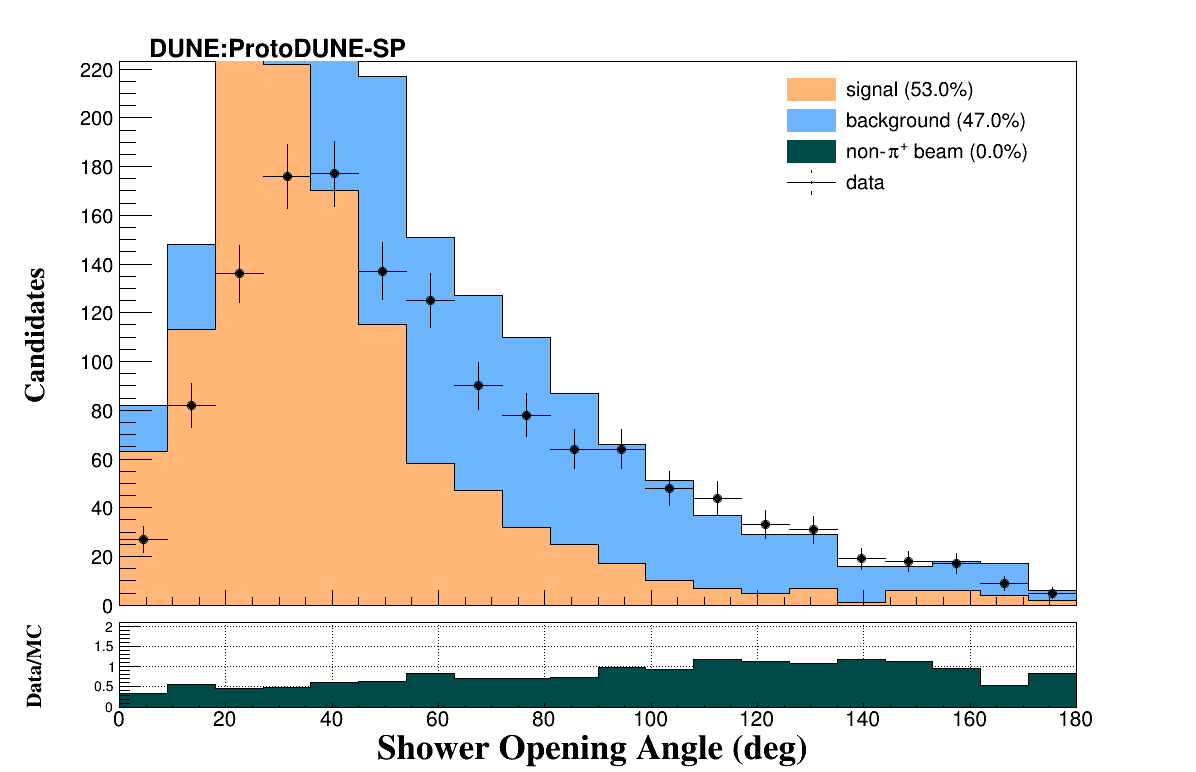 DUNE:ProtoDUNE-SP
220
200
180
160
140
120
100
80
60
40
20
0
Candidates
signal (53.0%)
background (47.0%)
non-π⁺ beam (0.0%)
data
2
1.5
1
0.5
0
Data/MC
0 20 40 60 80 100 120 140 160 180
Shower Opening Angle (deg)